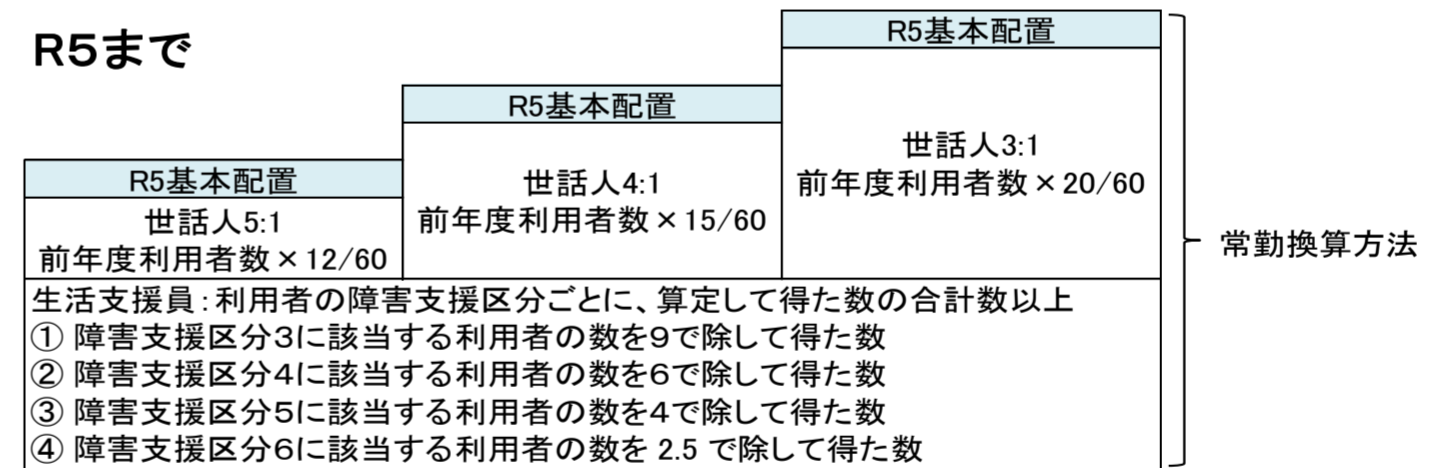 R5まで
R5基本配置
世話人5:1
前年度利用者数×12/60
R5基本配置
世話人4:1
前年度利用者数×15/60
R5基本配置
世話人3:1
前年度利用者数×20/60
常勤換算方法
生活支援員:利用者の障害支援区分ごとに、算定して得た数の合計数以上
① 障害支援区分3に該当する利用者の数を9で除して得た数
② 障害支援区分4に該当する利用者の数を6で除して得た数
③ 障害支援区分5に該当する利用者の数を4で除して得た数
④ 障害支援区分6に該当する利用者の数を 2.5 で除して得た数